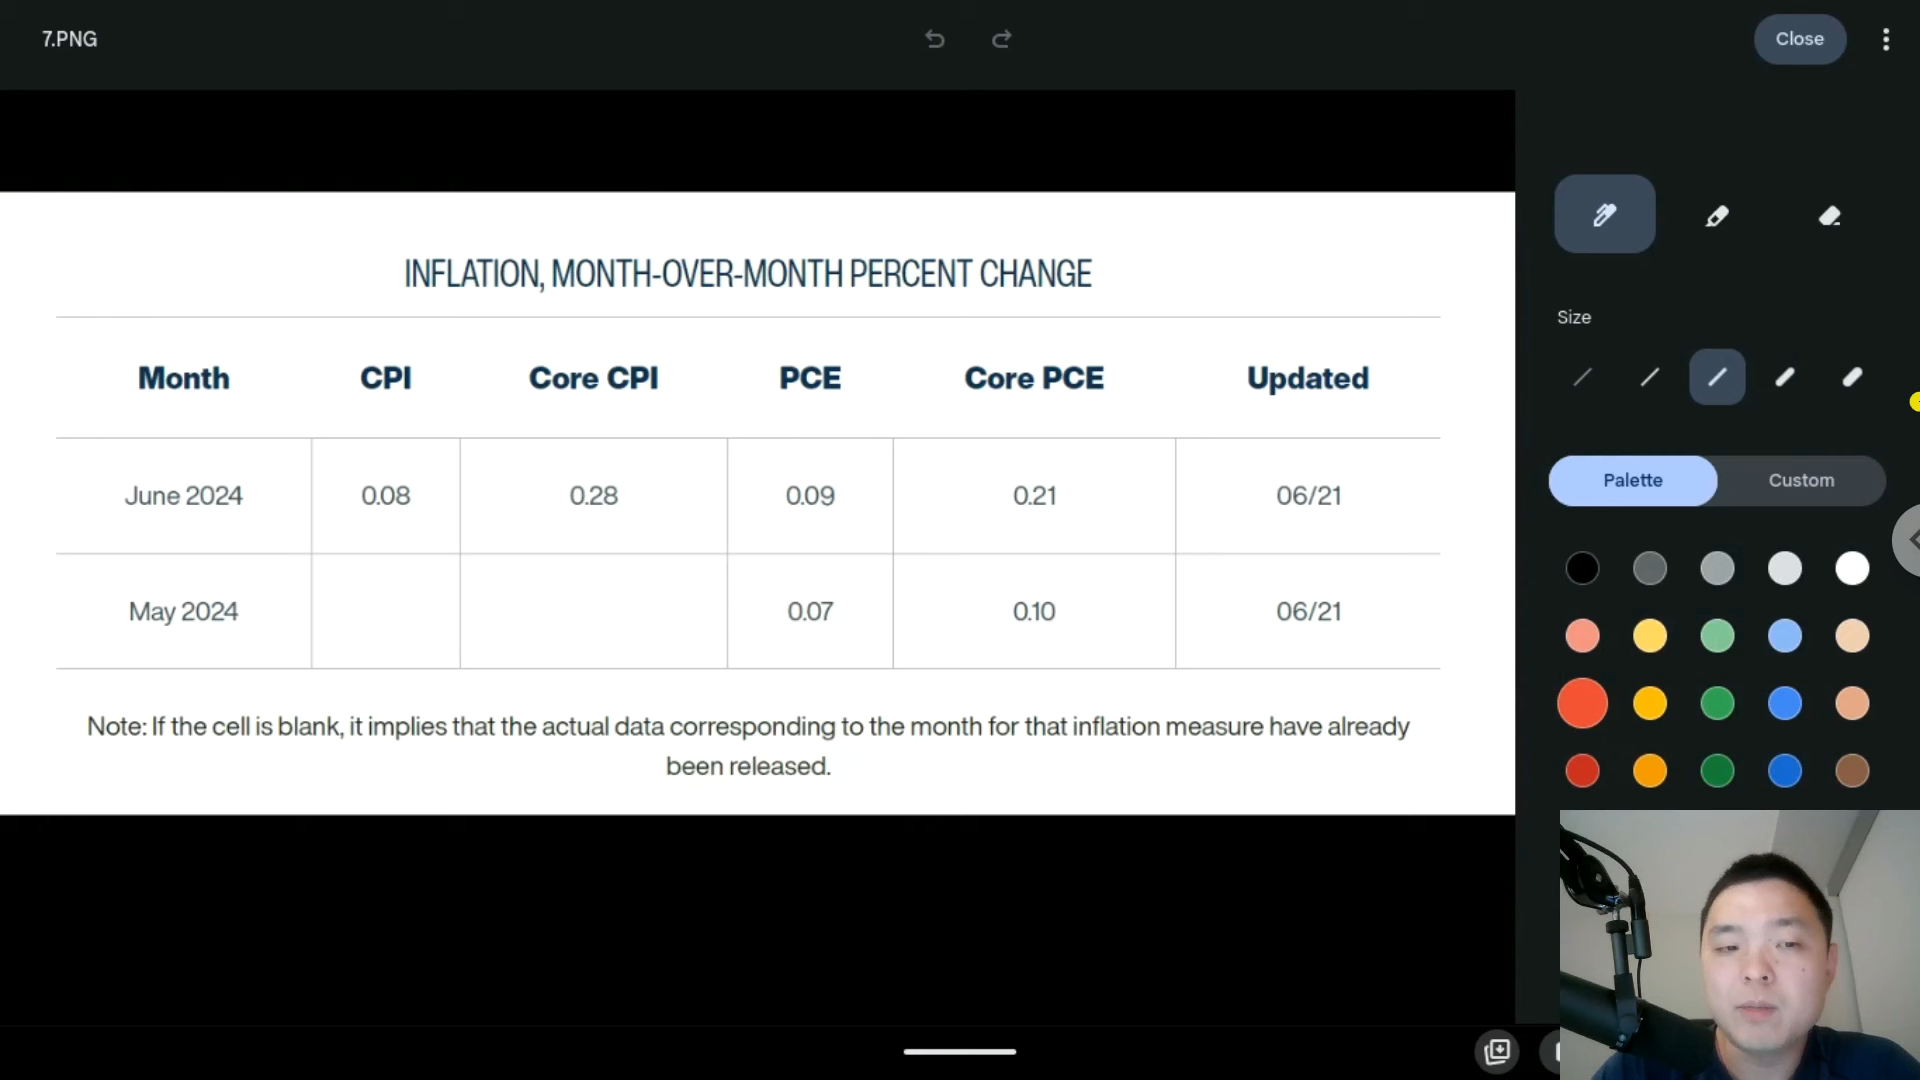 7.PNG
Close
INFLATION, MONTH-OVER-MONTH PERCENT CHANGE
Month CPI Core CPI PCE Core PCE Updated
June 2024 0.08 0.28 0.09 0.21 06/21
May 2024 0.07 0.10 06/21
Note: If the cell is blank, it implies that the actual data corresponding to the month for that inflation measure have already
been released.
Size
Palette Custom